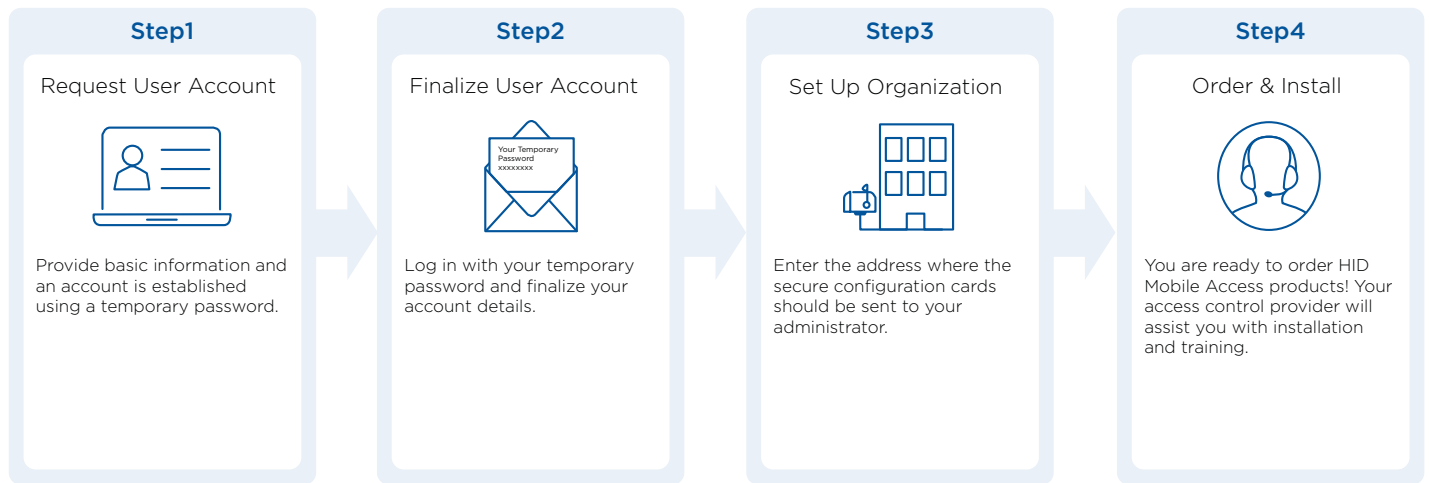 Step1
Request User Account
Provide basic information and
an account is established
using a temporary password.
Step2
Finalize User Account
Your Temporary
Password
xxxxxxxx
Log in with your temporary
password and finalize your
account details.
Step3
Set Up Organization
Enter the address where the
secure configuration cards
should be sent to your
administrator.
Step4
Order & Install
You are ready to order HID
Mobile Access products! Your
access control provider will
assist you with installation
and training.